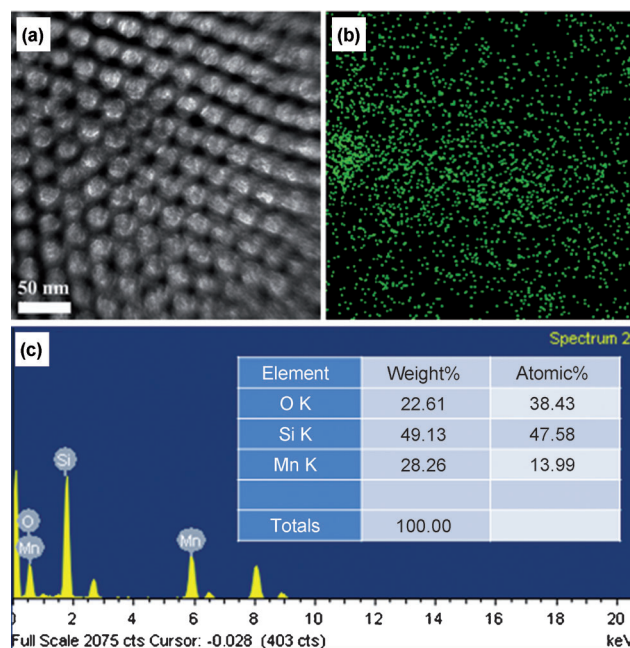 (a)
(b)
50 nm
(c)
Spectrum 2
Element Weight% Atomic%
O K 22.61 38.43
Si K 49.13 47.58
Mn K 28.26 13.99
Totals 100.00
Si
O
Mn
Mn
0 2 4 6 8 10 12 14 16 18 20
Full Scale 2075 cts Cursor: -0.028 (403 cts) keV